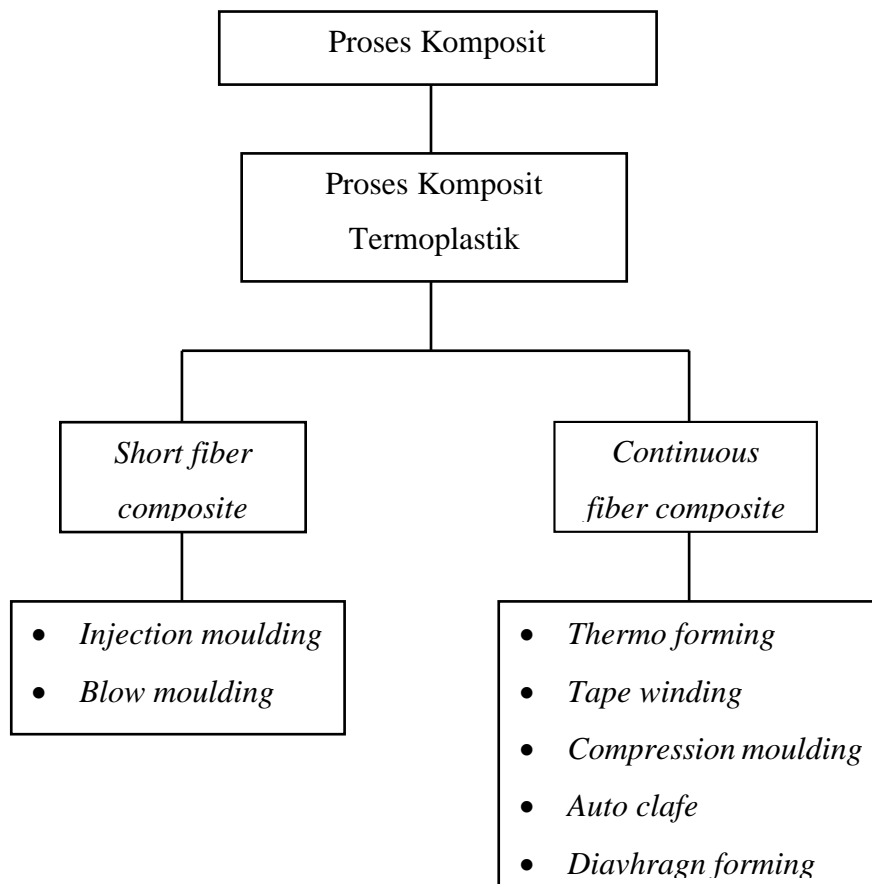 Proses Komposit
Proses Komposit
Termoplastik
Short fiber
composite
Continuous
fiber composite
• Injection moulding
• Blow moulding
• Thermo forming
• Tape winding
• Compression moulding
• Auto clafe
• Diavhragn forming